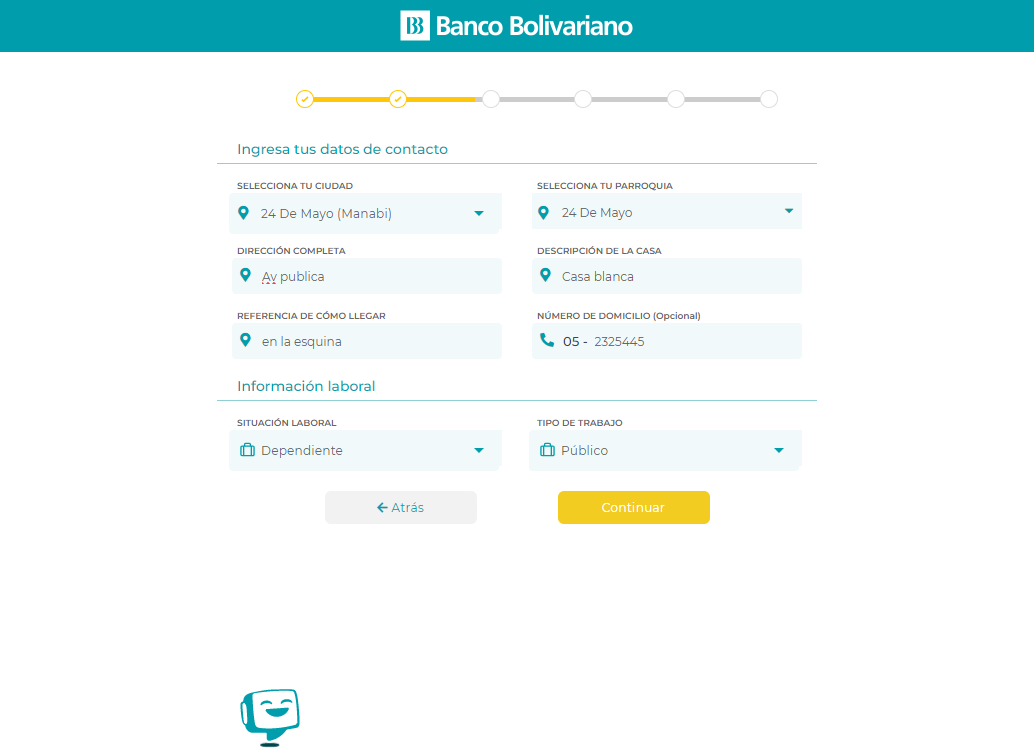 Banco Bolivariano
Ingresa tus datos de contacto
SELECCIONA TU CIUDAD
SELECCIONA TU PARROQUIA
24 De Mayo (Manabi)
24 De Mayo
DIRECCIÓN COMPLETA
DESCRIPCIÓN DE LA CASA
Av publica
Casa blanca
REFERENCIA DE CÓMO LLEGAR
NÚMERO DE DOMICILIO (Opcional)
en la esquina
05 - 2325445
Información laboral
SITUACIÓN LABORAL
TIPO DE TRABAJO
Dependiente
Público
Atrás
Continuar